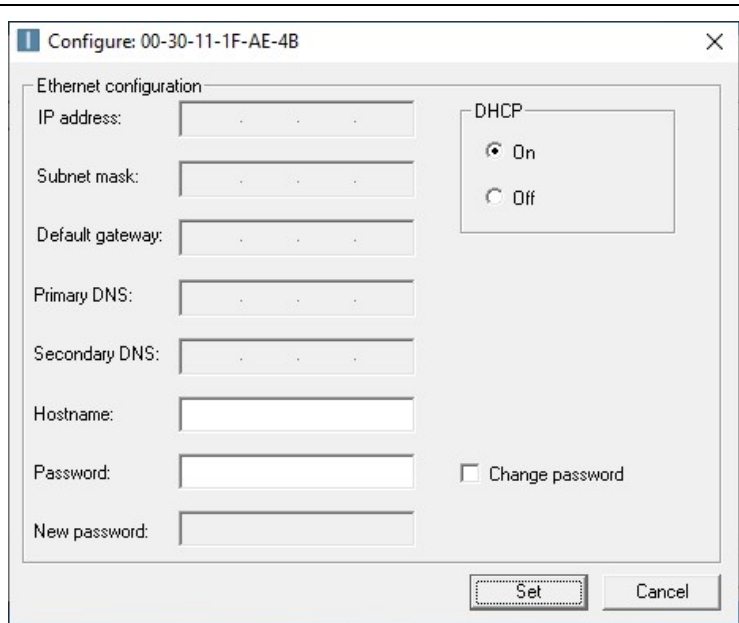 Configure: 00-30-11-1F-AE-4B
Ethernet configuration
IP address: . . .
DHCP
On
Subnet mask: . . .
Off
Default gateway: . . .
Primary DNS: . . .
Secondary DNS: . . .
Hostname:
Password:
Change password
New password:
Set
Cancel